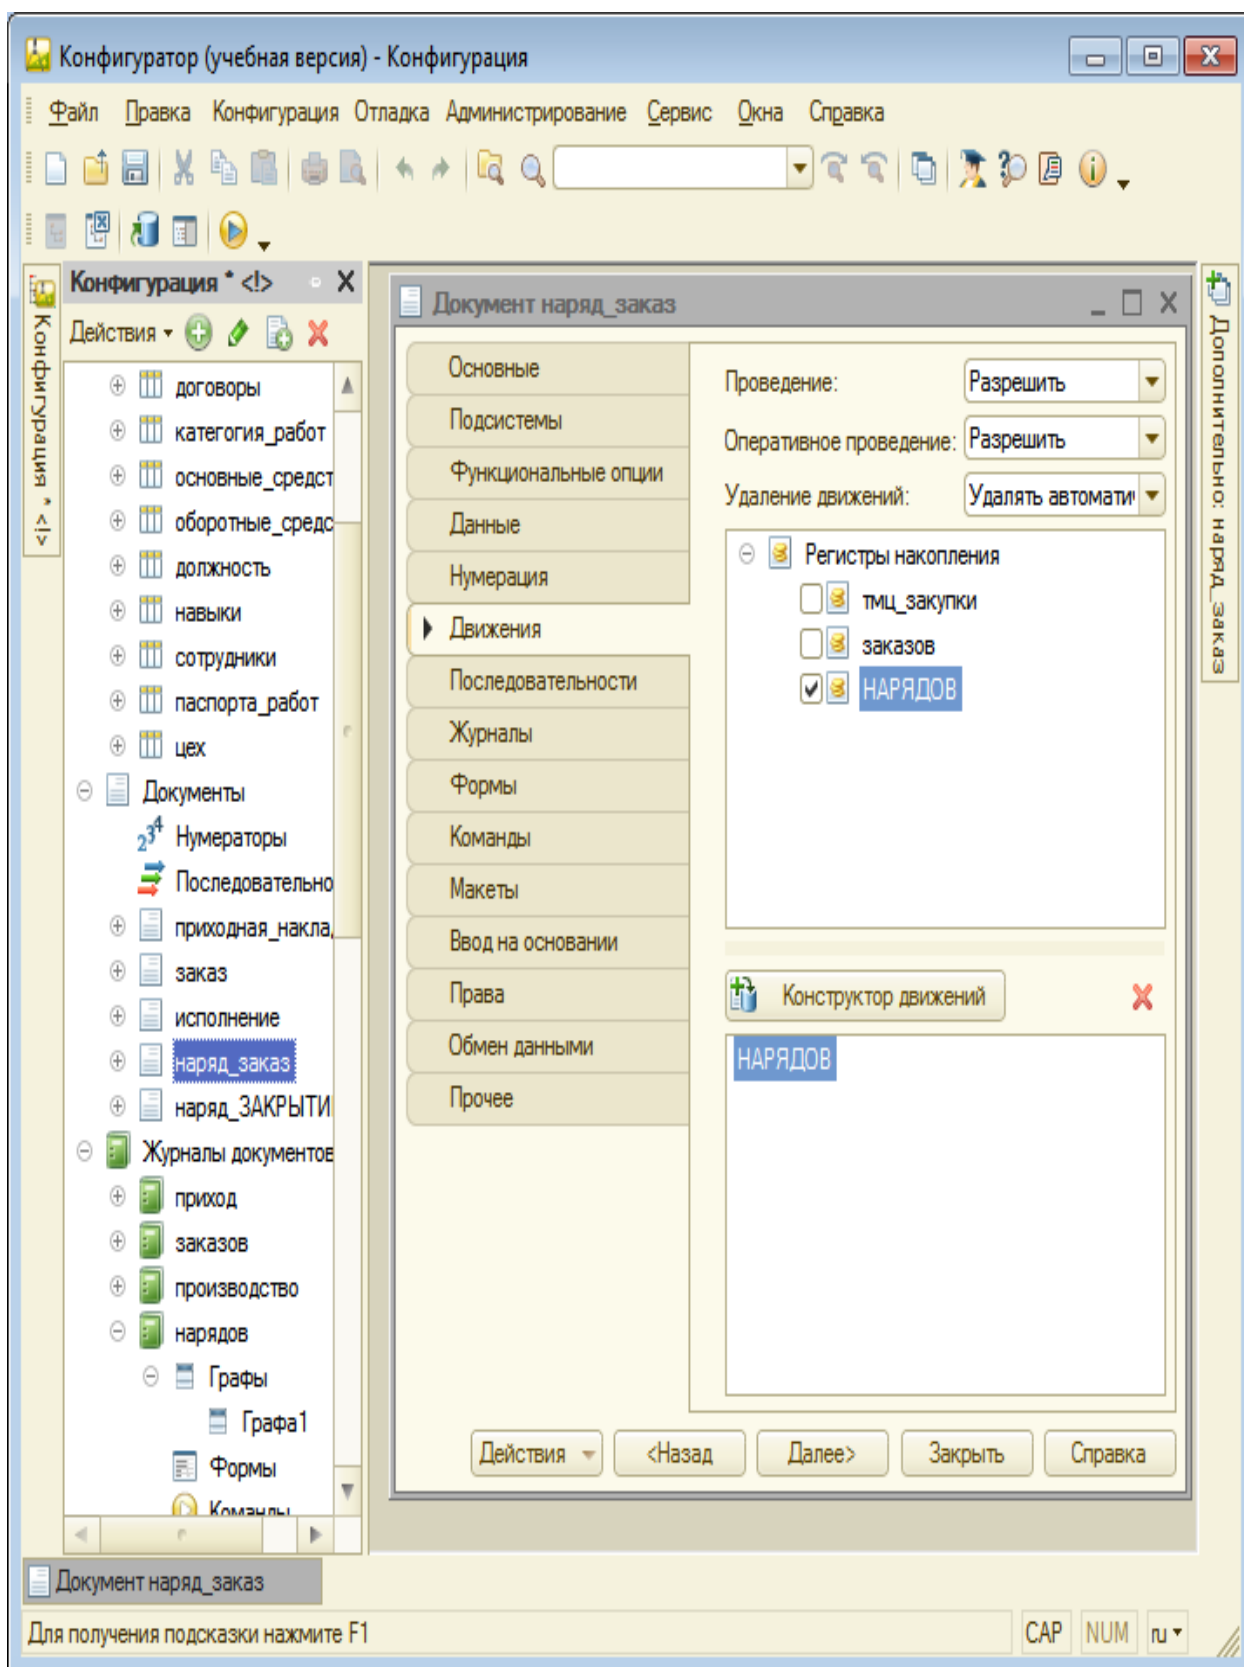 Конфигуратор (учебная версия) - Конфигурация
Файл Правка Конфигурация Отладка Администрирование Сервис Окна Справка
Конфигурация * <!>
Конфигурация * <!>
Действия
договоры
категогия_работ
основные_средст
оборотные_средс
должность
навыки
сотрудники
паспорта_работ
цех
Документы
Нумераторы
Последовательно
приходная_накла
заказ
исполнение
наряд_заказ
наряд_ЗАКРЫТИ
Журналы документов
приход
заказов
производство
нарядов
Графы
Графа1
Формы
Команды
Документ наряд_заказ
Основные
Подсистемы
Функциональные опции
Данные
Нумерация
Движения
Последовательности
Журналы
Формы
Команды
Макеты
Ввод на основании
Права
Обмен данными
Прочее
Проведение: Разрешить
Оперативное проведение: Разрешить
Удаление движений: Удалять автомати
Регистры накопления
тмц_закупки
заказов
НАРЯДОВ
Конструктор движений
НАРЯДОВ
Действия <Назад Далее> Закрыть Справка
Дополнительно: наряд_заказ
Документ наряд_заказ
Для получения подсказки нажмите F1 CAP NUM ru